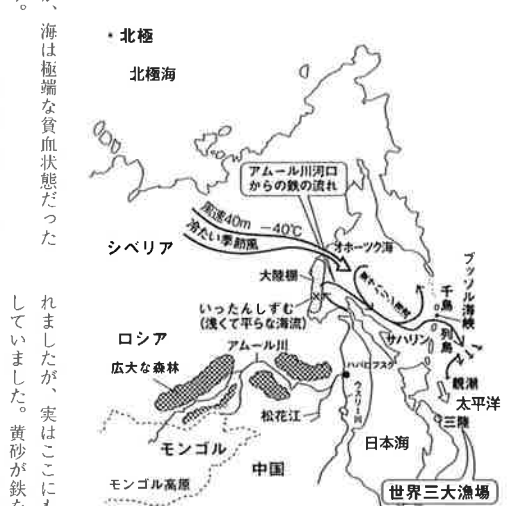 ・北極
北極海
アムール川河口
からの鉄の流れ
風速40m －40℃
冷たい季節風
シベリア
オホーツク海
大陸棚
ブッソル海峡
千島
列島
いったんしずむ
（浅くて平らな海流）
サハリン
ロシア
アムール川
広大な森林
ハバロフスク
ウスリー川
親潮
太平洋
三陸
松花江
モンゴル
日本海
中国
モンゴル高原
世界三大漁場
、海は極端な貧血状態だった
。
れましたが、実はここにも
していました。黄砂が鉄を